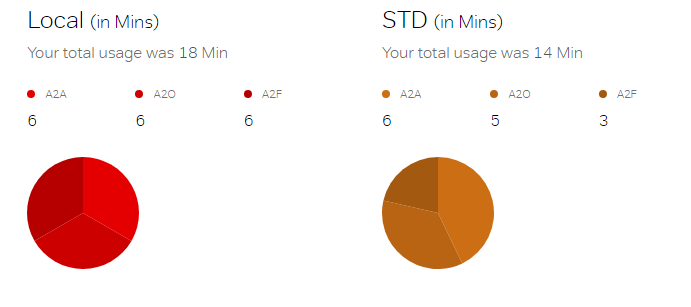 Local (in Mins)
Your total usage was 18 Min
A2A A2O A2F
6 6 6
STD (in Mins)
Your total usage was 14 Min
A2A A2O A2F
6 5 3